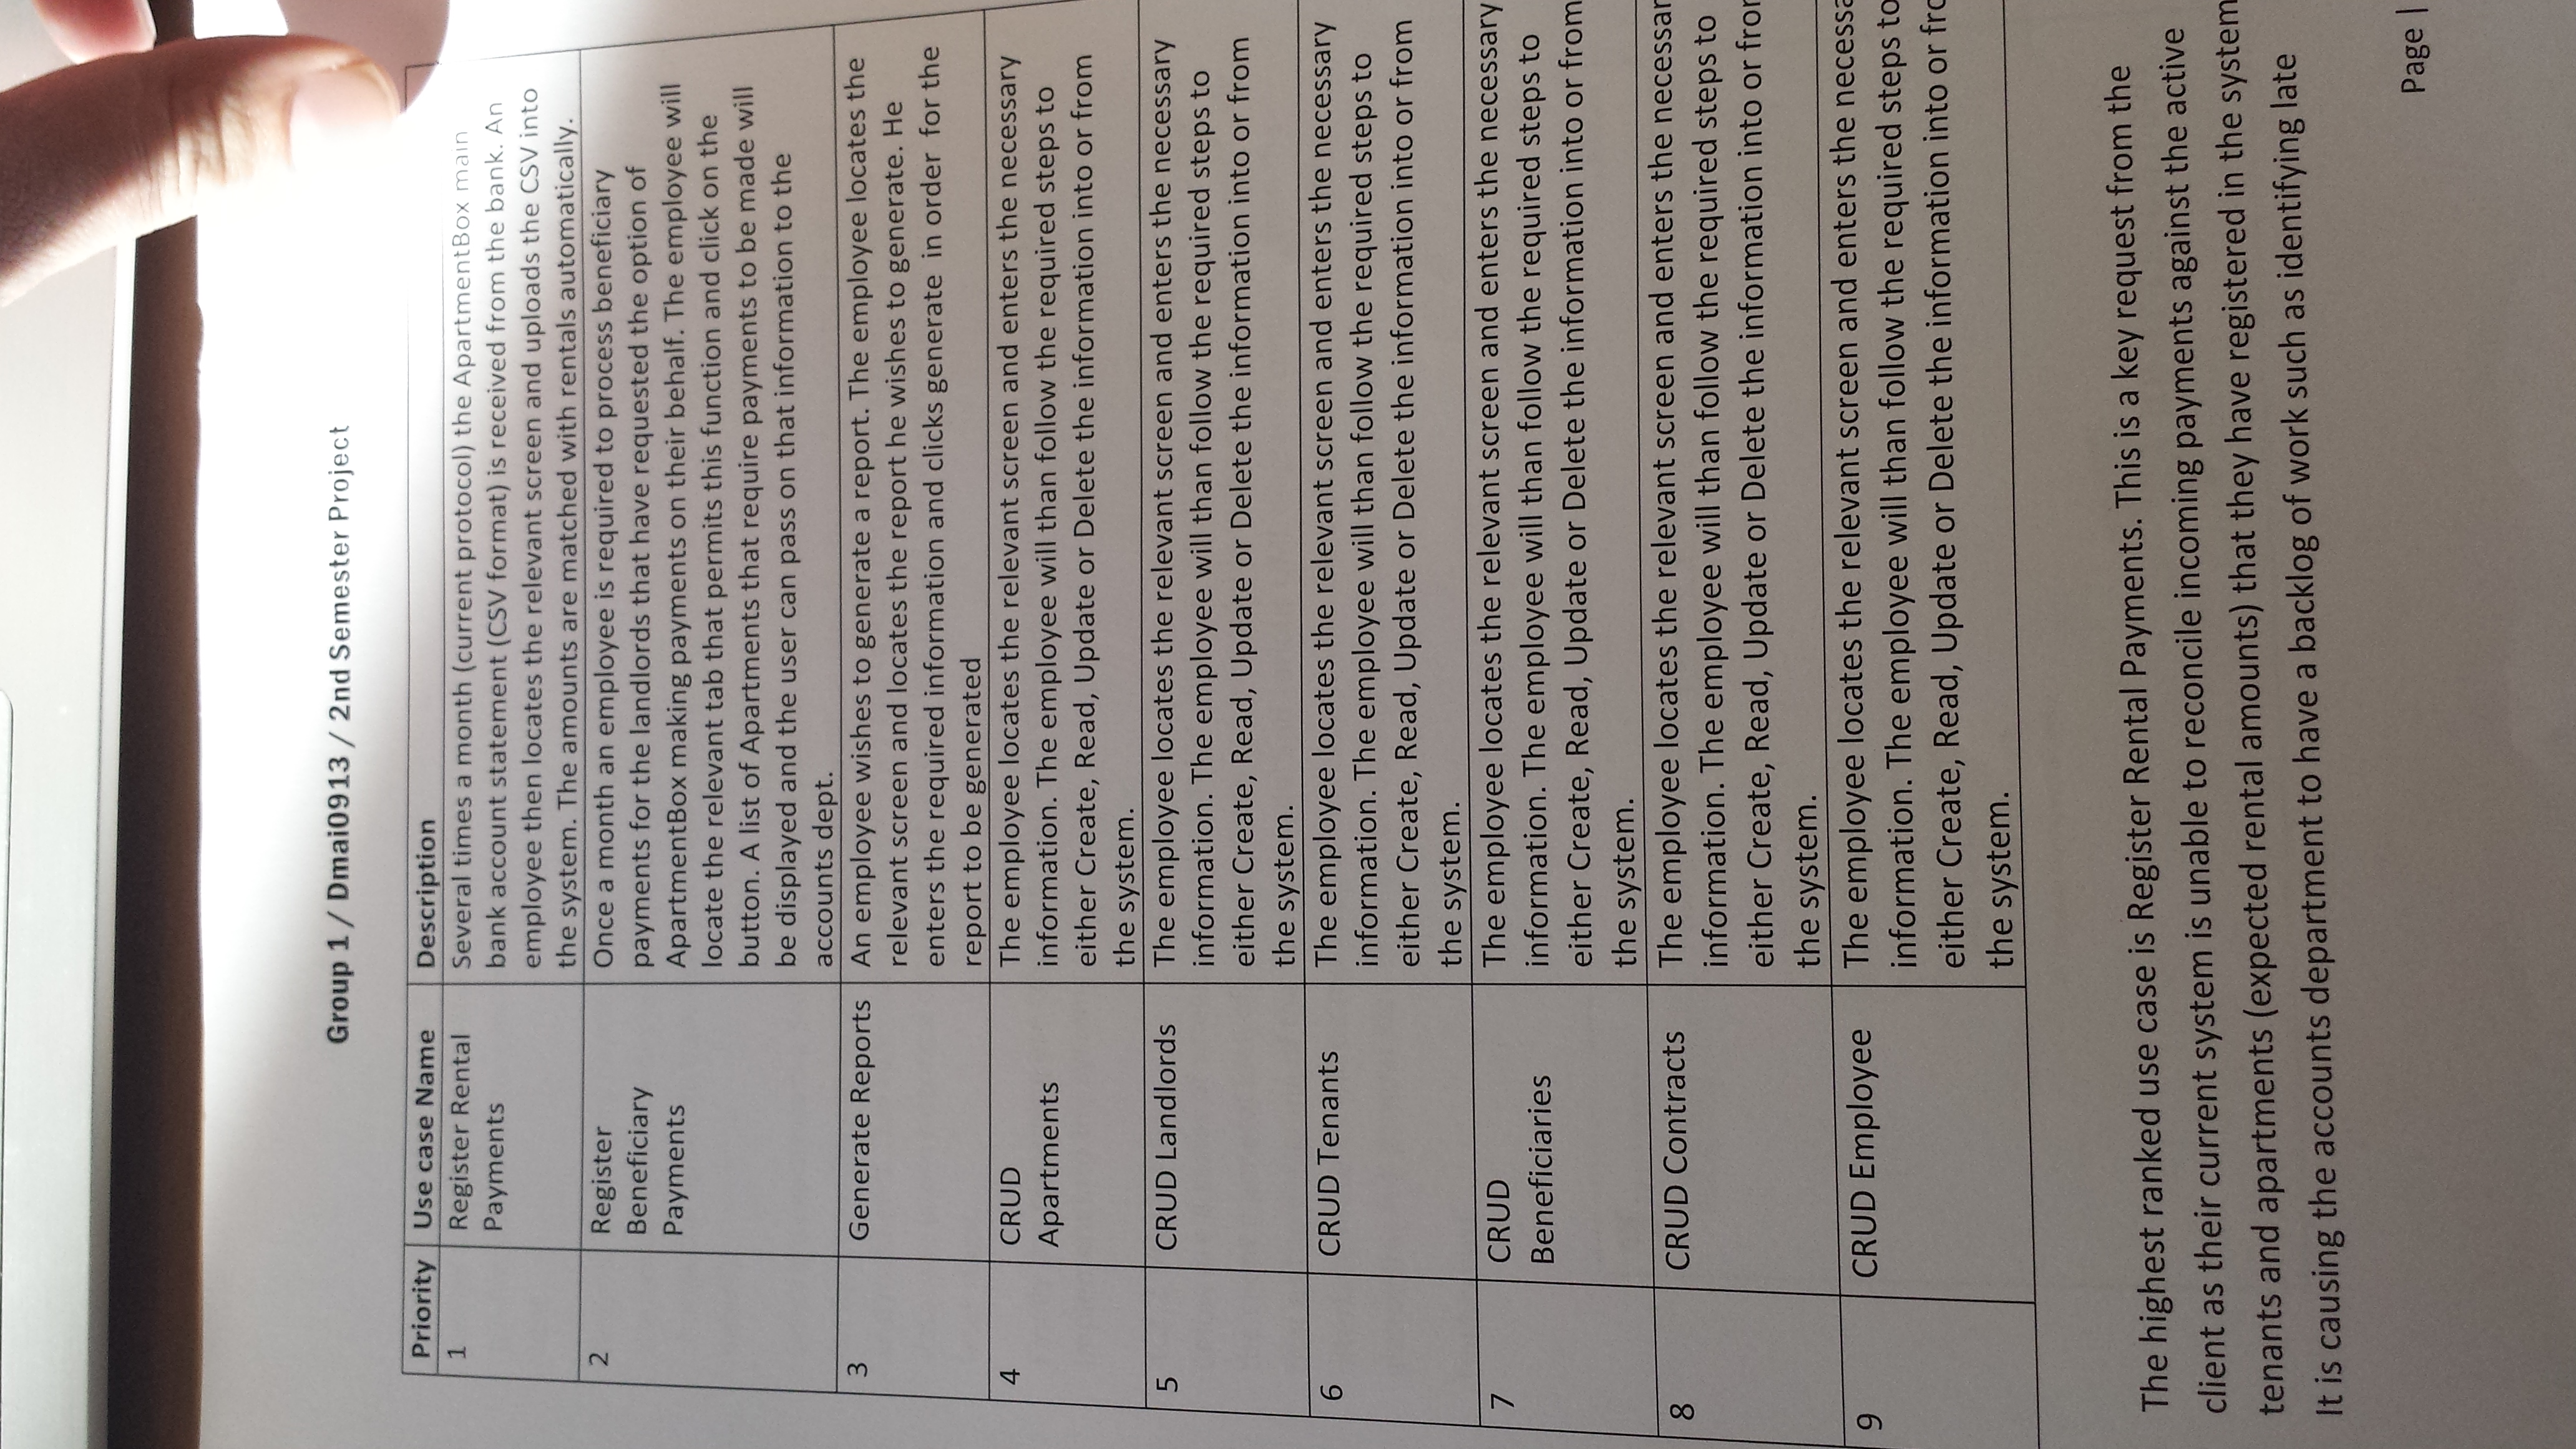 Group 1 / Dmai0913 / 2nd Semester Project
Priority Use case Name Description
1 Register Rental Several times a month (current protocol) the ApartmentBox main
Payments bank account statement (CSV format) is received from the bank. An
employee then locates the relevant screen and uploads the CSV into
the system. The amounts are matched with rentals automatically.
2 Register Once a month an employee is required to process beneficiary
Beneficiary payments for the landlords that have requested the option of
Payments ApartmentBox making payments on their behalf. The employee will
locate the relevant tab that permits this function and click on the
button. A list of Apartments that require payments to be made will
be displayed and the user can pass on that information to the
accounts dept.
3 Generate Reports An employee wishes to generate a report. The employee locates the
relevant screen and locates the report he wishes to generate. He
enters the required information and clicks generate in order for the
report to be generated
4 CRUD The employee locates the relevant screen and enters the necessary
Apartments information. The employee will than follow the required steps to
either Create, Read, Update or Delete the information into or from
the system.
5 CRUD Landlords The employee locates the relevant screen and enters the necessary
information. The employee will than follow the required steps to
either Create, Read, Update or Delete the information into or from
the system.
6 CRUD Tenants The employee locates the relevant screen and enters the necessary
information. The employee will than follow the required steps to
either Create, Read, Update or Delete the information into or from
the system.
7 CRUD The employee locates the relevant screen and enters the necessary
Beneficiaries information. The employee will than follow the required steps to
either Create, Read, Update or Delete the information into or from
the system.
8 CRUD Contracts The employee locates the relevant screen and enters the necessar
information. The employee will than follow the required steps to
either Create, Read, Update or Delete the information into or fro
the system.
9 CRUD Employee The employee locates the relevant screen and enters the necessa
information. The employee will than follow the required steps to
either Create, Read, Update or Delete the information into or fro
the system.
The highest ranked use case is Register Rental Payments. This is a key request from the
client as their current system is unable to reconcile incoming payments against the active
tenants and apartments (expected rental amounts) that they have registered in the system
It is causing the accounts department to have a backlog of work such as identifying late
Page |